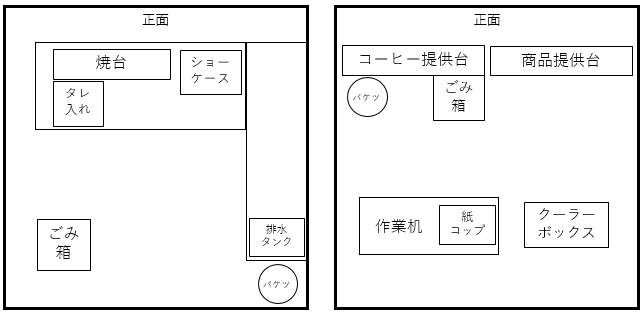 正面
焼台
ショー
ケース
タレ
入れ
ごみ
箱
排水
タンク
バケツ
正面
コーヒー提供台
商品提供台
バケツ
ごみ
箱
作業机
紙
コップ
クーラー
ボックス